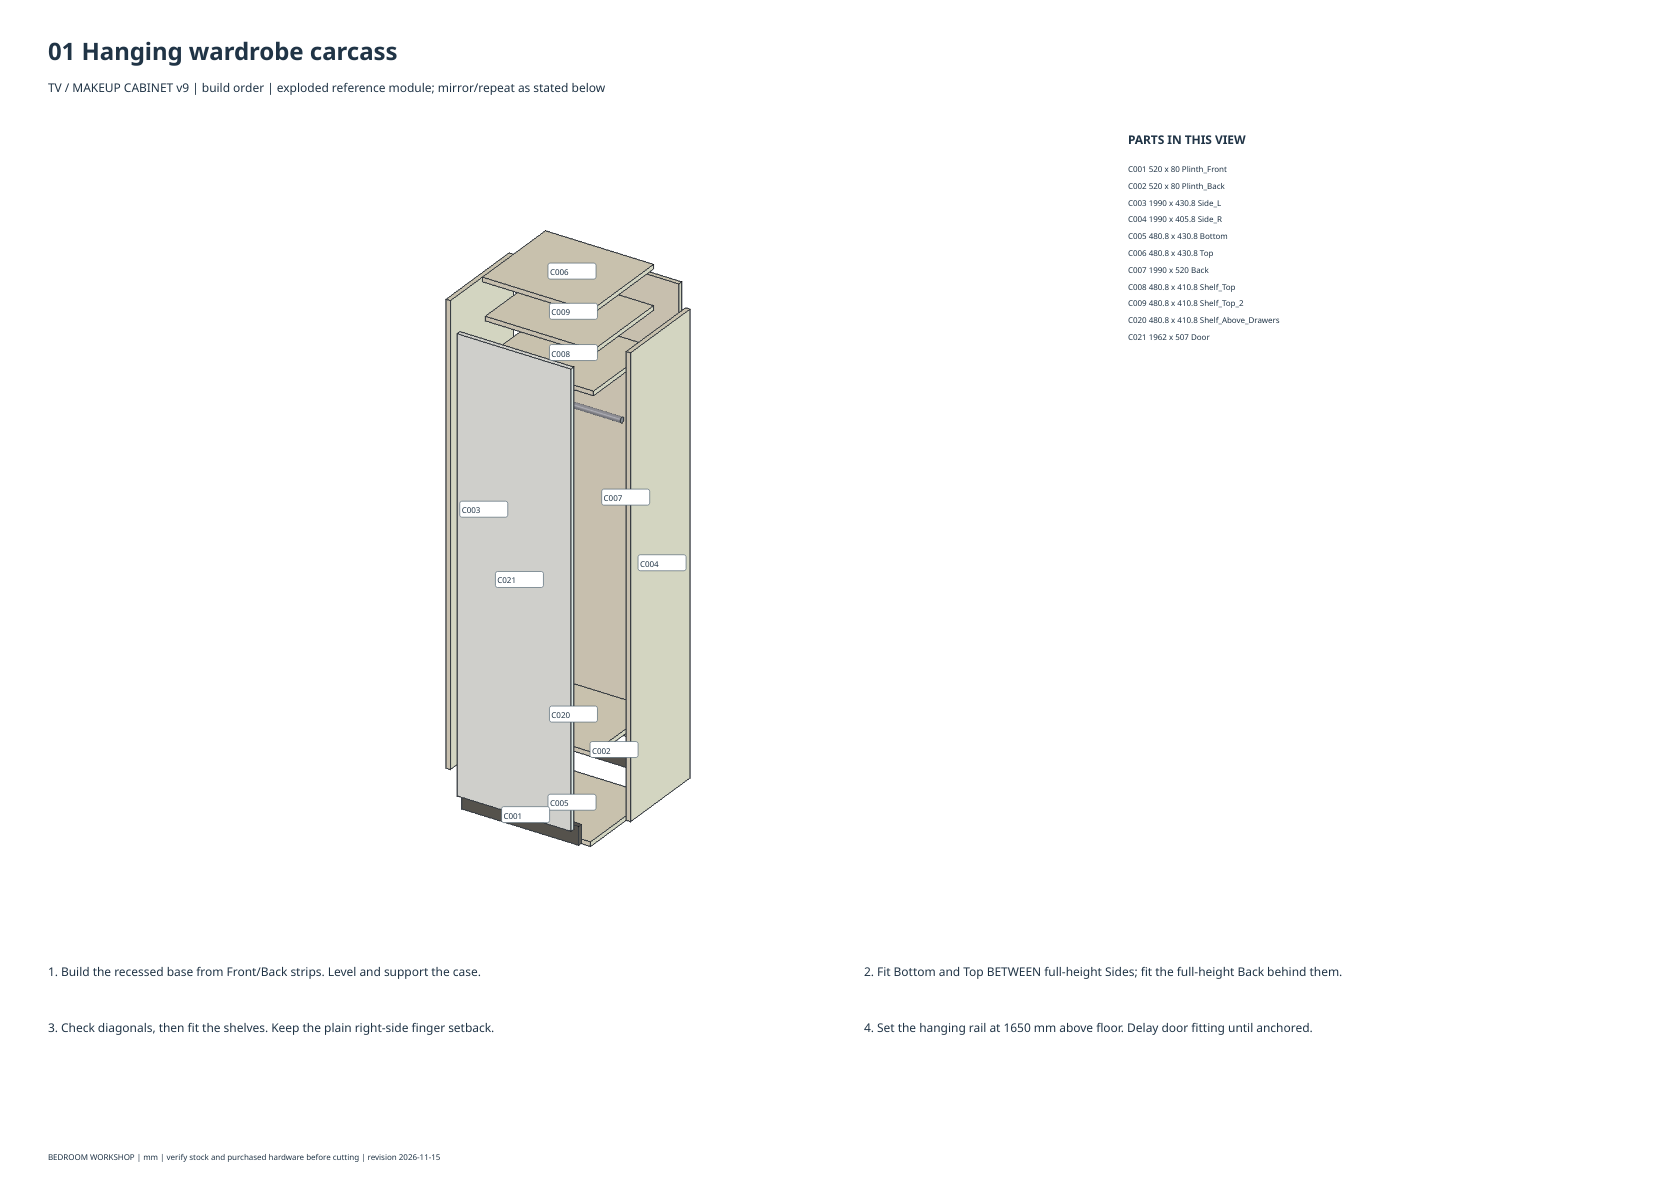 01 Hanging wardrobe carcass
TV / MAKEUP CABINET v9 | build order | exploded reference module; mirror/repeat as stated below
PARTS IN THIS VIEW
C001 520 x 80 Plinth_Front
C002 520 x 80 Plinth_Back
C003 1990 x 430.8 Side_L
C004 1990 x 405.8 Side_R
C005 480.8 x 430.8 Bottom
C006 480.8 x 430.8 Top
C007 1990 x 520 Back
C008 480.8 x 410.8 Shelf_Top
C009 480.8 x 410.8 Shelf_Top_2
C020 480.8 x 410.8 Shelf_Above_Drawers
C021 1962 x 507 Door
C006
C009
C008
C007
C003
C004
C021
C020
C002
C005
C001
1. Build the recessed base from Front/Back strips. Level and support the case.
2. Fit Bottom and Top BETWEEN full-height Sides; fit the full-height Back behind them.
3. Check diagonals, then fit the shelves. Keep the plain right-side finger setback.
4. Set the hanging rail at 1650 mm above floor. Delay door fitting until anchored.
BEDROOM WORKSHOP | mm | verify stock and purchased hardware before cutting | revision 2026-11-15